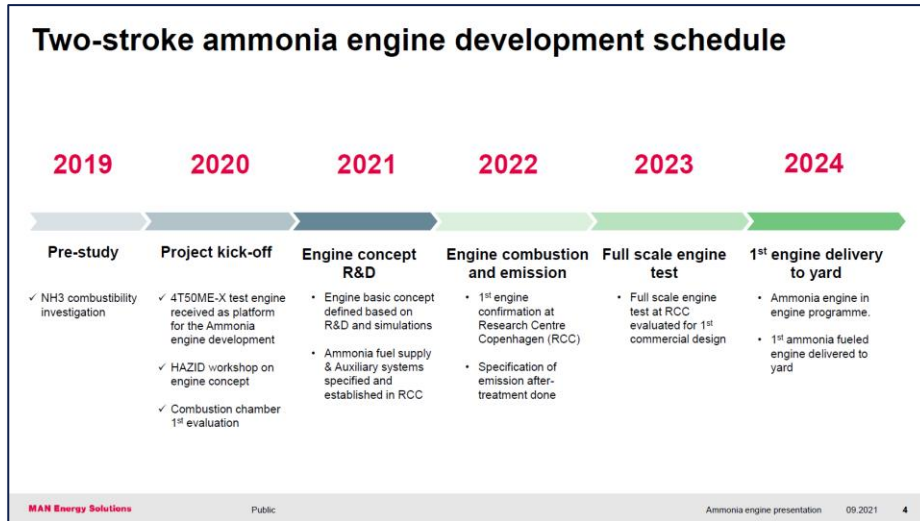 Two-stroke ammonia engine development schedule
2019
Pre-study
✓ NH3 combustibility
investigation
2020
Project kick-off
✓ 4T50ME-X test engine
received as platform
for the Ammonia
engine development
✓ HAZID workshop on
engine concept
✓ Combustion chamber
1st evaluation
2021
Engine concept
R&D
• Engine basic concept
defined based on
R&D and simulations
• Ammonia fuel supply
& Auxiliary systems
specified and
established in RCC
2022
Engine combustion
and emission
• 1st engine
confirmation at
Research Centre
Copenhagen (RCC)
• Specification of
emission after-
treatment done
2023
Full scale engine
test
• Full scale engine
test at RCC
evaluated for 1st
commercial design
2024
1st engine delivery
to yard
• Ammonia engine in
engine programme.
• 1st ammonia fueled
engine delivered to
yard
MAN Energy Solutions
Public
Ammonia engine presentation
09.2021
4